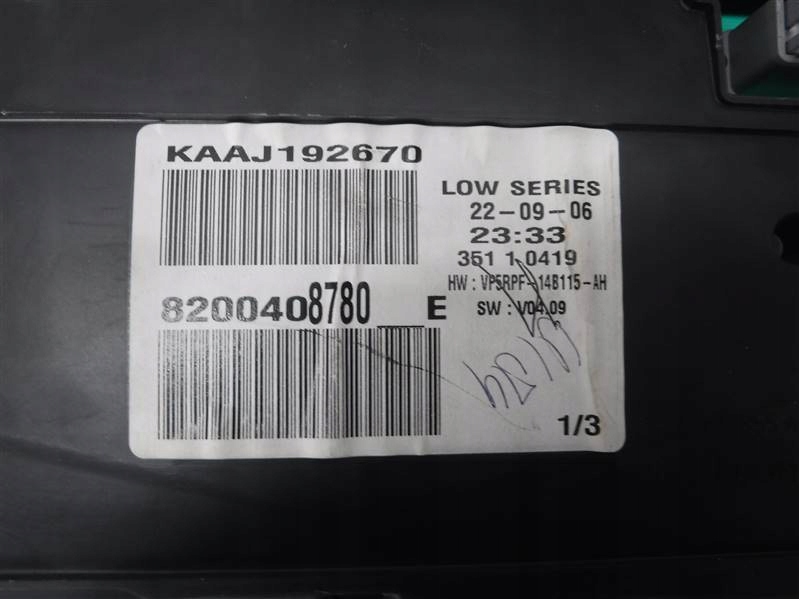 KAAJ192670
LOW SERIES
22-09-06
23:33
351 1 0419
HW : VP5RPF-14B115-AH
SW : V04.09
8200408780___E
1/3